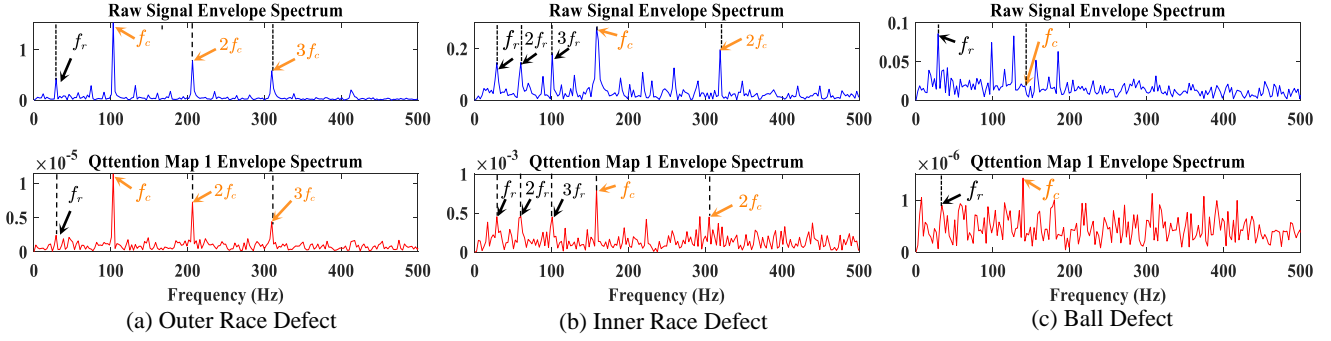 Raw Signal Envelope Spectrum
1
0
f_r
f_c
2f_c
3f_c
0 100 200 300 400 500
×10^-5
Qttention Map 1 Envelope Spectrum
1
0.5
0
f_r
f_c
2f_c
3f_c
0 100 200 300 400 500
Frequency (Hz)
(a) Outer Race Defect
Raw Signal Envelope Spectrum
0.2
0
f_r
2f_r
3f_r
f_c
2f_c
0 100 200 300 400 500
×10^-3
Qttention Map 1 Envelope Spectrum
1
0.5
0
f_r
2f_r
3f_r
f_c
2f_c
0 100 200 300 400 500
Frequency (Hz)
(b) Inner Race Defect
Raw Signal Envelope Spectrum
0.1
0.05
0
f_r
f_c
0 100 200 300 400 500
×10^-6
Qttention Map 1 Envelope Spectrum
1
0
f_r
f_c
0 100 200 300 400 500
Frequency (Hz)
(c) Ball Defect